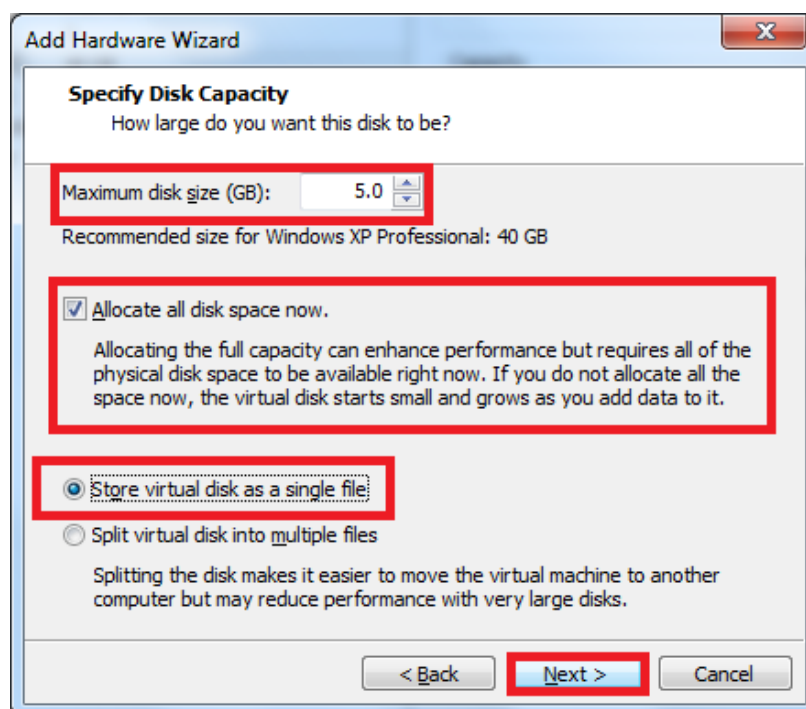 Add Hardware Wizard
x
Specify Disk Capacity
How large do you want this disk to be?
Maximum disk size (GB): 5.0
Recommended size for Windows XP Professional: 40 GB
Allocate all disk space now.
Allocating the full capacity can enhance performance but requires all of the
physical disk space to be available right now. If you do not allocate all the
space now, the virtual disk starts small and grows as you add data to it.
Store virtual disk as a single file
Split virtual disk into multiple files
Splitting the disk makes it easier to move the virtual machine to another
computer but may reduce performance with very large disks.
< Back Next > Cancel